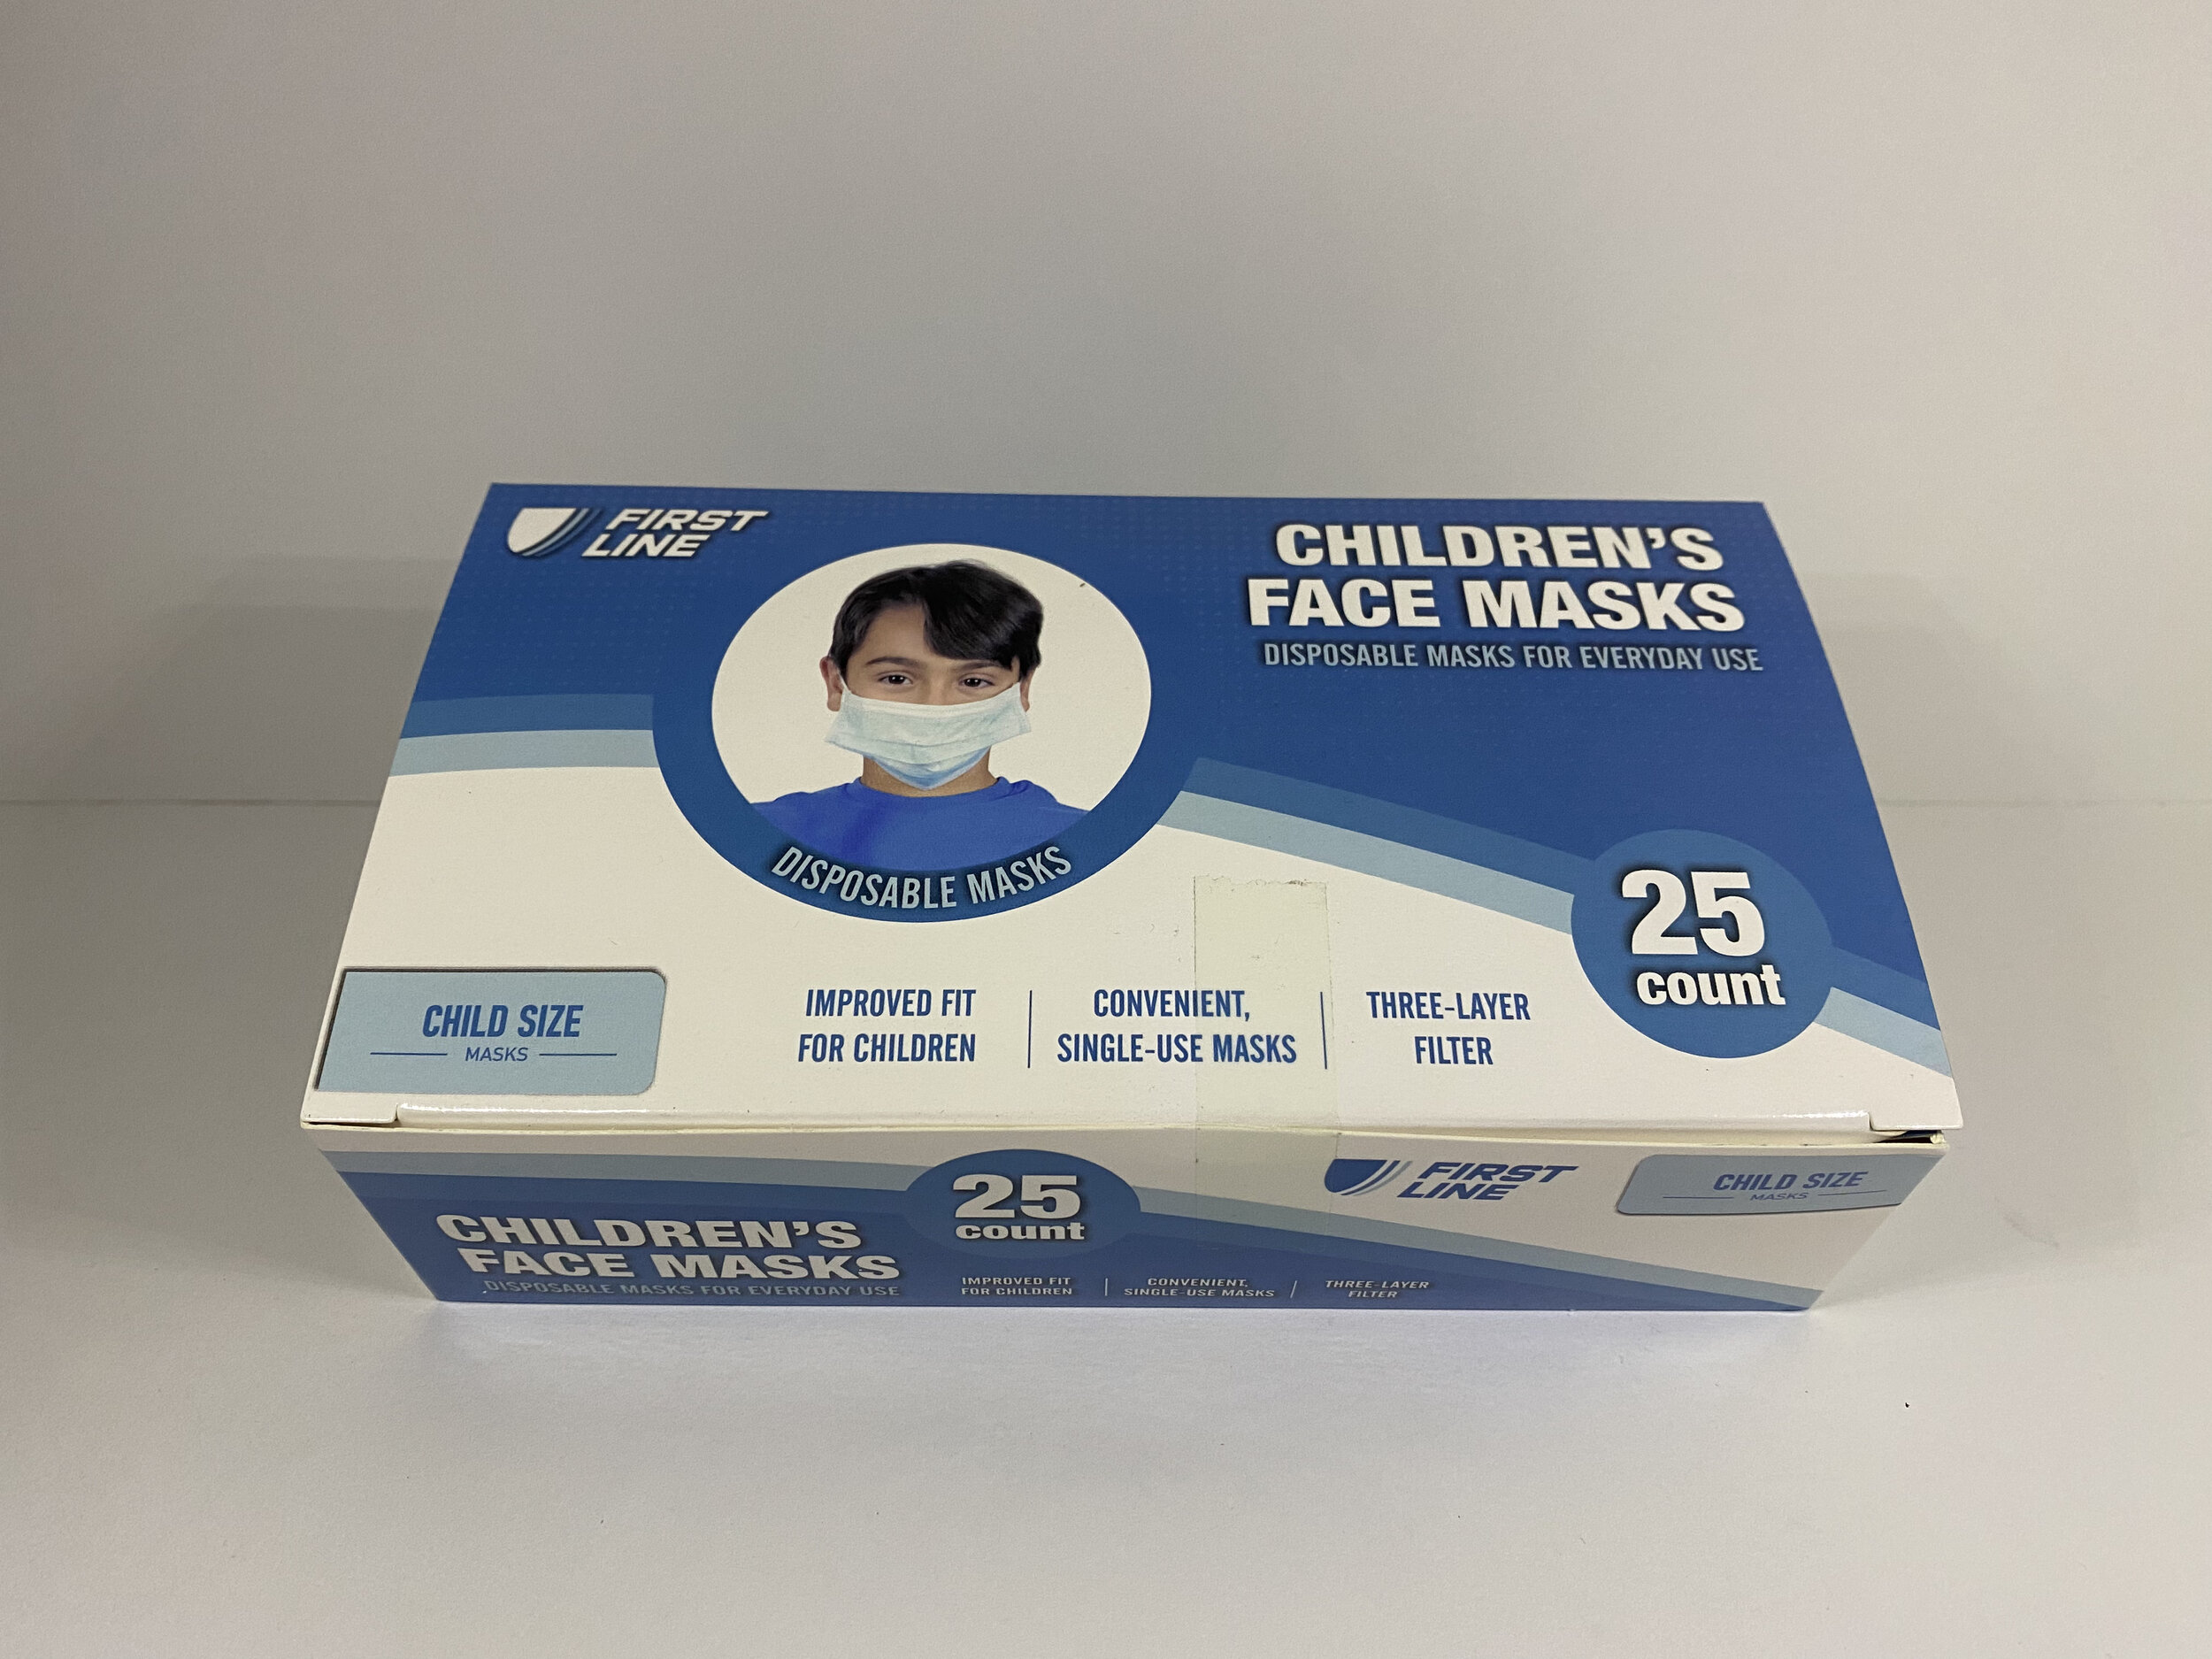 FIRST
LINE
CHILDREN'S
FACE MASKS
DISPOSABLE MASKS FOR EVERYDAY USE
DISPOSABLE MASKS
25
count
CHILD SIZE
MASKS
IMPROVED FIT
FOR CHILDREN
CONVENIENT,
SINGLE-USE MASKS
THREE-LAYER
FILTER
CHILDREN'S
FACE MASKS
DISPOSABLE MASKS FOR EVERYDAY USE
25
count
IMPROVED FIT
FOR CHILDREN
CONVENIENT,
SINGLE-USE MASKS
THREE-LAYER
FILTER
FIRST
LINE
CHILD SIZE
MASKS